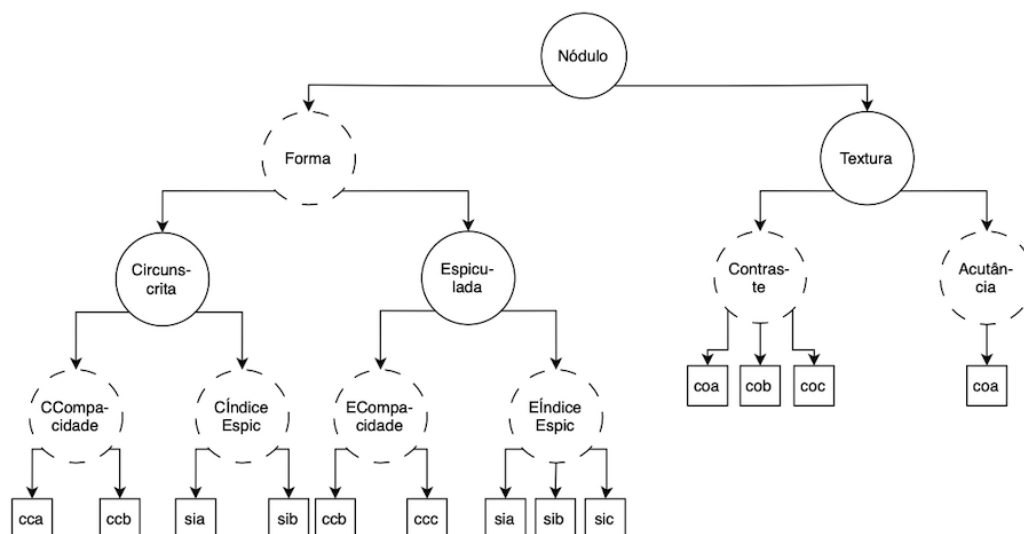 Nódulo
Forma
Textura
Circuns-
crita
Espicu-
lada
Contras-
te
Acutân-
cia
coa
cob
coc
coa
CCompa-
cidade
CÍndice
Espic
ECompa-
cidade
EÍndice
Espic
cca
ccb
sia
sib
ccb
ccc
sia
sib
sic